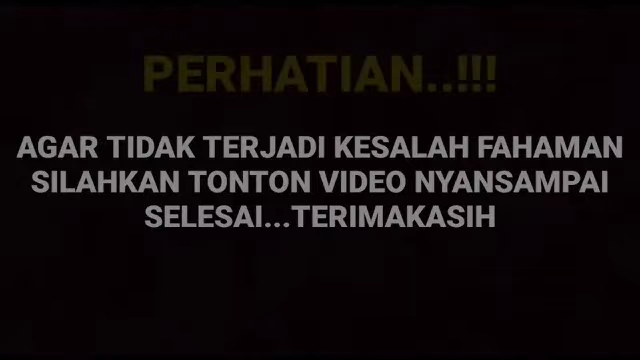 PERHATIAN..!!!
AGAR TIDAK TERJADI KESALAH FAHAMAN
SILAHKAN TONTON VIDEO NYANSAMPAI
SELESAI...TERIMAKASIH